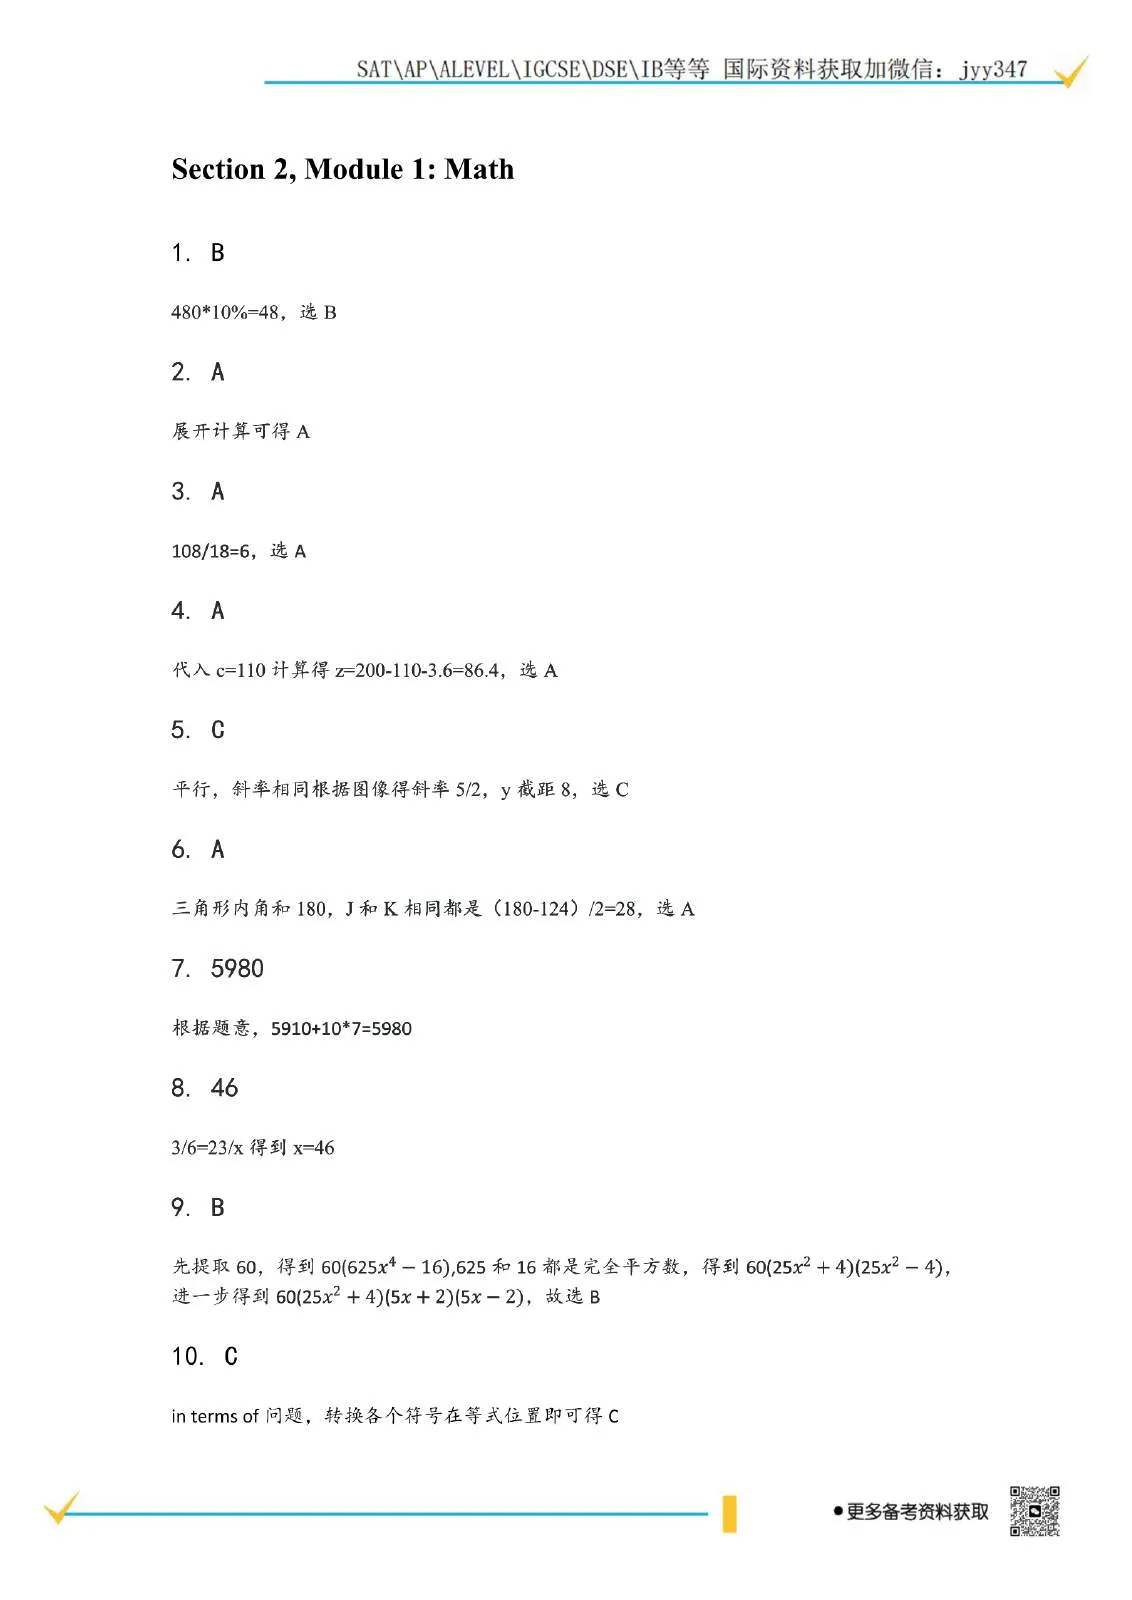 SAT\AP\ALEVEL\IGCSE\DSE\IB等等 国际资料获取加微信：jyy347
Section 2, Module 1: Math
1. B
480*10%=48，选 B
2. A
展开计算可得 A
3. A
108/18=6，选 A
4. A
代入 c=110 计算得 z=200-110-3.6=86.4，选 A
5. C
平行，斜率相同根据图像得斜率 5/2，y 截距 8，选 C
6. A
三角形内角和 180，J 和 K 相同都是（180-124）/2=28，选 A
7. 5980
根据题意，5910+10*7=5980
8. 46
3/6=23/x 得到 x=46
9. B
先提取 60，得到 60(625x⁴ − 16),625 和 16 都是完全平方数，得到 60(25x² + 4)(25x² − 4)，
进一步得到 60(25x² + 4)(5x + 2)(5x − 2)，故选 B
10. C
in terms of 问题，转换各个符号在等式位置即可得 C
●更多备考资料获取